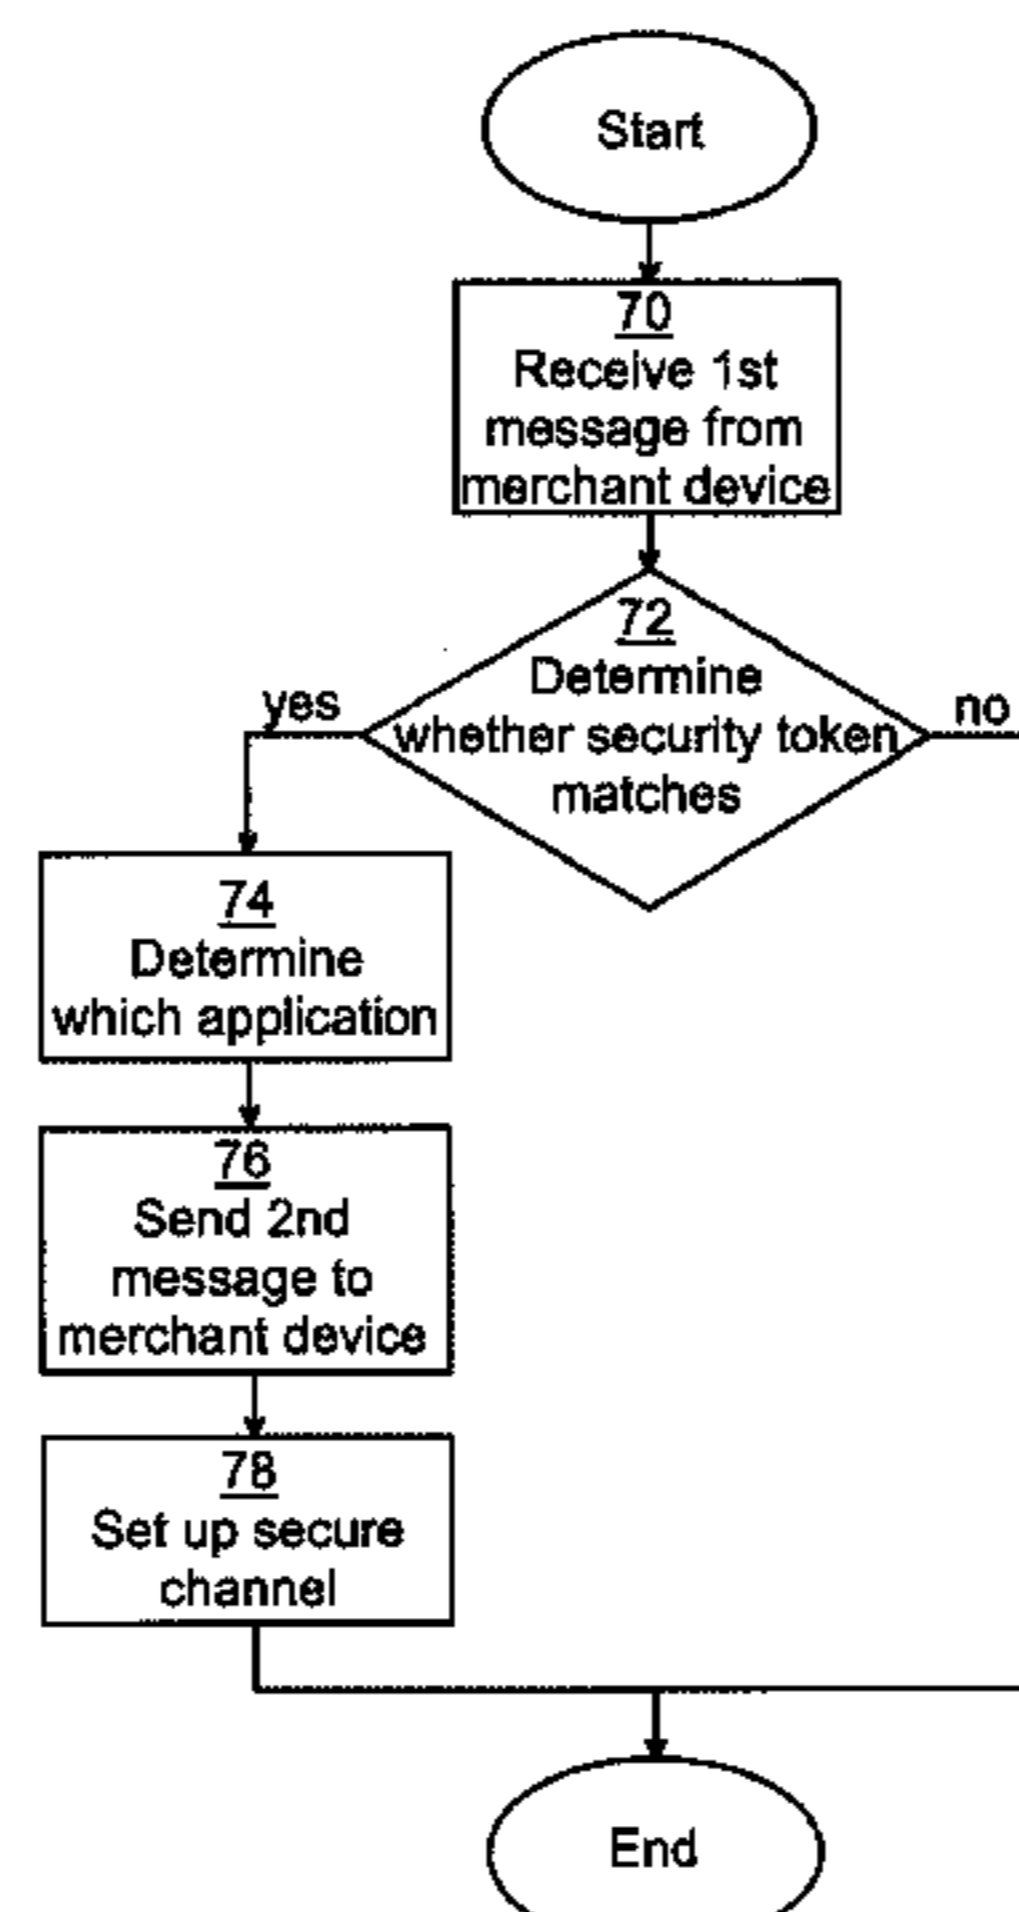 Start
70
Receive 1st
message from
merchant device
72
Determine
whether security token
matches
yes
no
74
Determine
which application
76
Send 2nd
message to
merchant device
78
Set up secure
channel
End